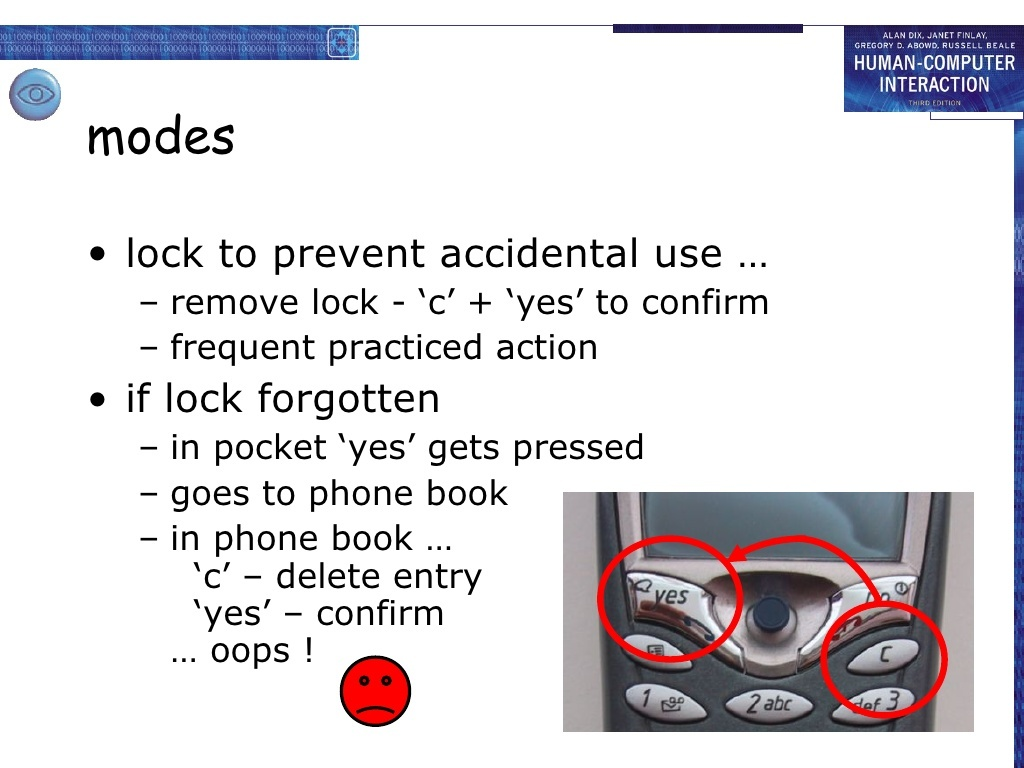 ALAN DIX, JANET FINLAY,
GREGORY D. ABOWD, RUSSELL BEALE
HUMAN-COMPUTER
INTERACTION
THIRD EDITION
modes
• lock to prevent accidental use …
– remove lock - ‘c’ + ‘yes’ to confirm
– frequent practiced action
• if lock forgotten
– in pocket ‘yes’ gets pressed
– goes to phone book
– in phone book …
‘c’ – delete entry
‘yes’ – confirm
… oops !
yes
C
1
2 abc
def 3